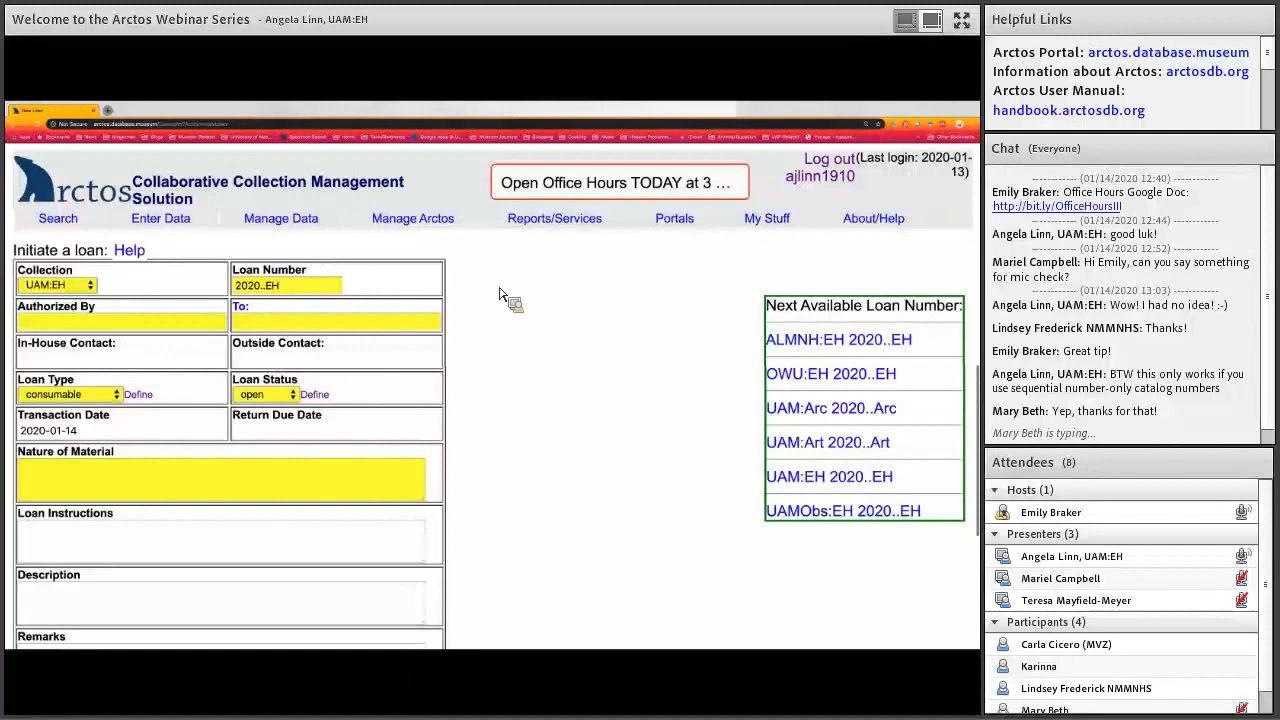 Welcome to the Arctos Webinar Series - Angela Linn, UAM:EH
New Loan
Not Secure
Log out (Last login: 2020-01-13)
ajlinn1910
Arctos Collaborative Collection Management Solution
Open Office Hours TODAY at 3 ...
Search Enter Data Manage Data Manage Arctos Reports/Services Portals My Stuff About/Help
Initiate a loan: Help
Collection Loan Number
UAM:EH 2020..EH
Authorized By To:
In-House Contact: Outside Contact:
Loan Type Loan Status
consumable Define open Define
Transaction Date Return Due Date
2020-01-14
Nature of Material
Loan Instructions
Description
Remarks
Next Available Loan Number:
ALMNH:EH 2020..EH
OWU:EH 2020..EH
UAM:Arc 2020..Arc
UAM:Art 2020..Art
UAM:EH 2020..EH
UAMObs:EH 2020..EH
Helpful Links
Arctos Portal: arctos.database.museum
Information about Arctos: arctosdb.org
Arctos User Manual:
handbook.arctosdb.org
Chat (Everyone)
------------ (01/14/2020 12:40) ------------
Emily Braker: Office Hours Google Doc:
http://bit.ly/OfficeHoursIII
------------ (01/14/2020 12:44) ------------
Angela Linn, UAM:EH: good luk!
------------ (01/14/2020 12:52) ------------
Mariel Campbell: Hi Emily, can you say something
for mic check?
------------ (01/14/2020 13:03) ------------
Angela Linn, UAM:EH: Wow! I had no idea! :-)
Lindsey Frederick NMMNHS: Thanks!
Emily Braker: Great tip!
Angela Linn, UAM:EH: BTW this only works if you
use sequential number-only catalog numbers
Mary Beth: Yep, thanks for that!
Mary Beth is typing...
Attendees (8)
Hosts (1)
Emily Braker
Presenters (3)
Angela Linn, UAM:EH
Mariel Campbell
Teresa Mayfield-Meyer
Participants (4)
Carla Cicero (MVZ)
Karinna
Lindsey Frederick NMMNHS
Mary Beth